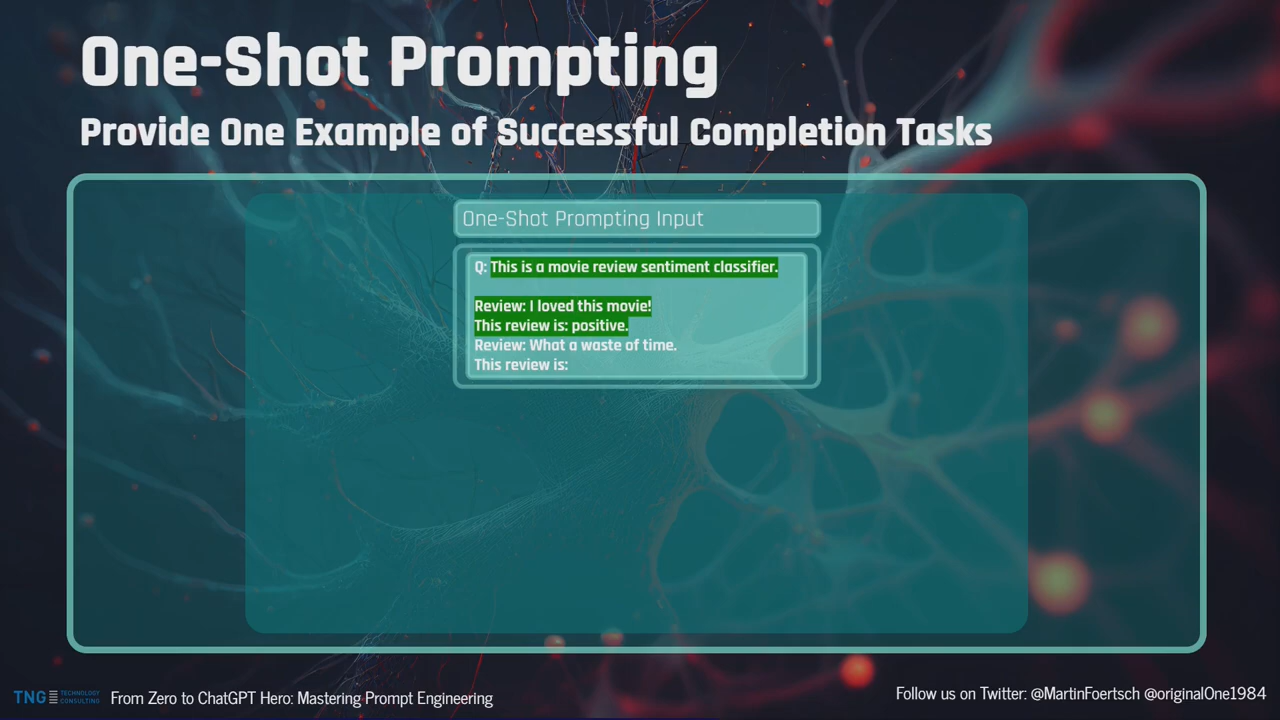 One-Shot Prompting
Provide One Example of Successful Completion Tasks
One-Shot Prompting Input
Q: This is a movie review sentiment classifier.
Review: I loved this movie!
This review is: positive.
Review: What a waste of time.
This review is:
TNG TECHNOLOGY CONSULTING
From Zero to ChatGPT Hero: Mastering Prompt Engineering
Follow us on Twitter: @MartinFoertsch @originalOne1984